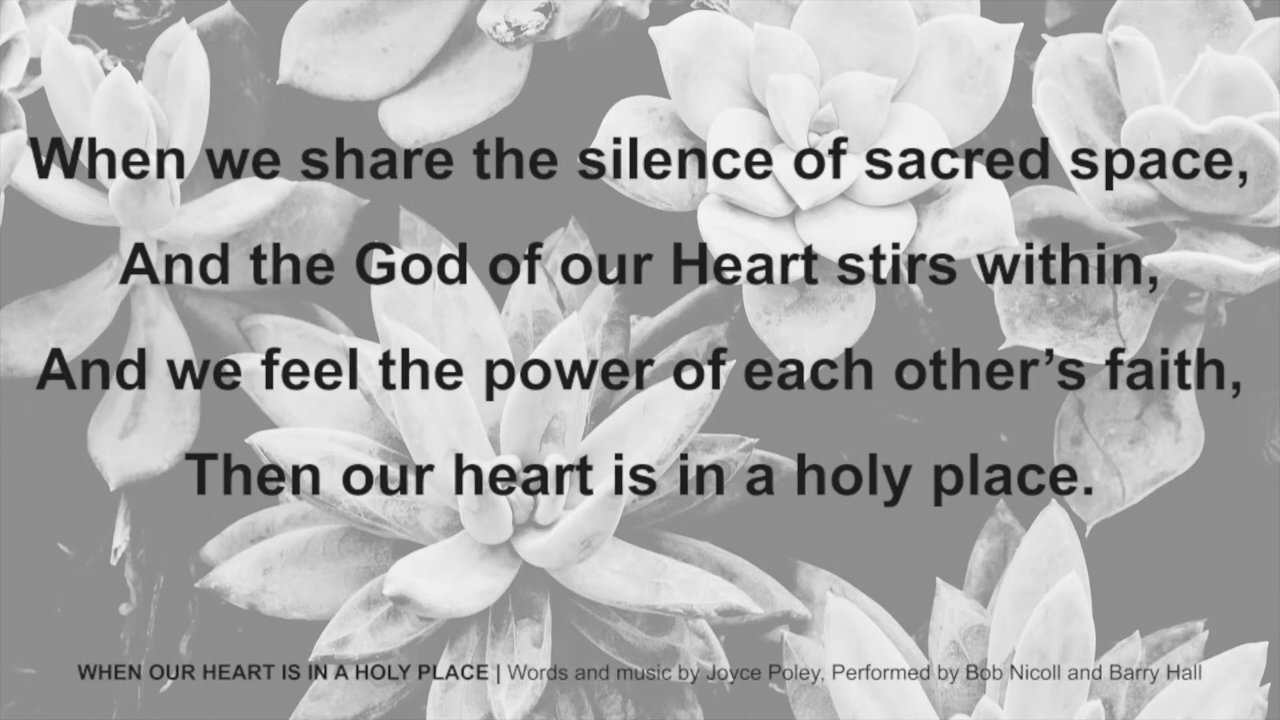 When we share the silence of sacred space,
And the God of our Heart stirs within,
And we feel the power of each other’s faith,
Then our heart is in a holy place.
WHEN OUR HEART IS IN A HOLY PLACE | Words and music by Joyce Poley, Performed by Bob Nicoll and Barry Hall